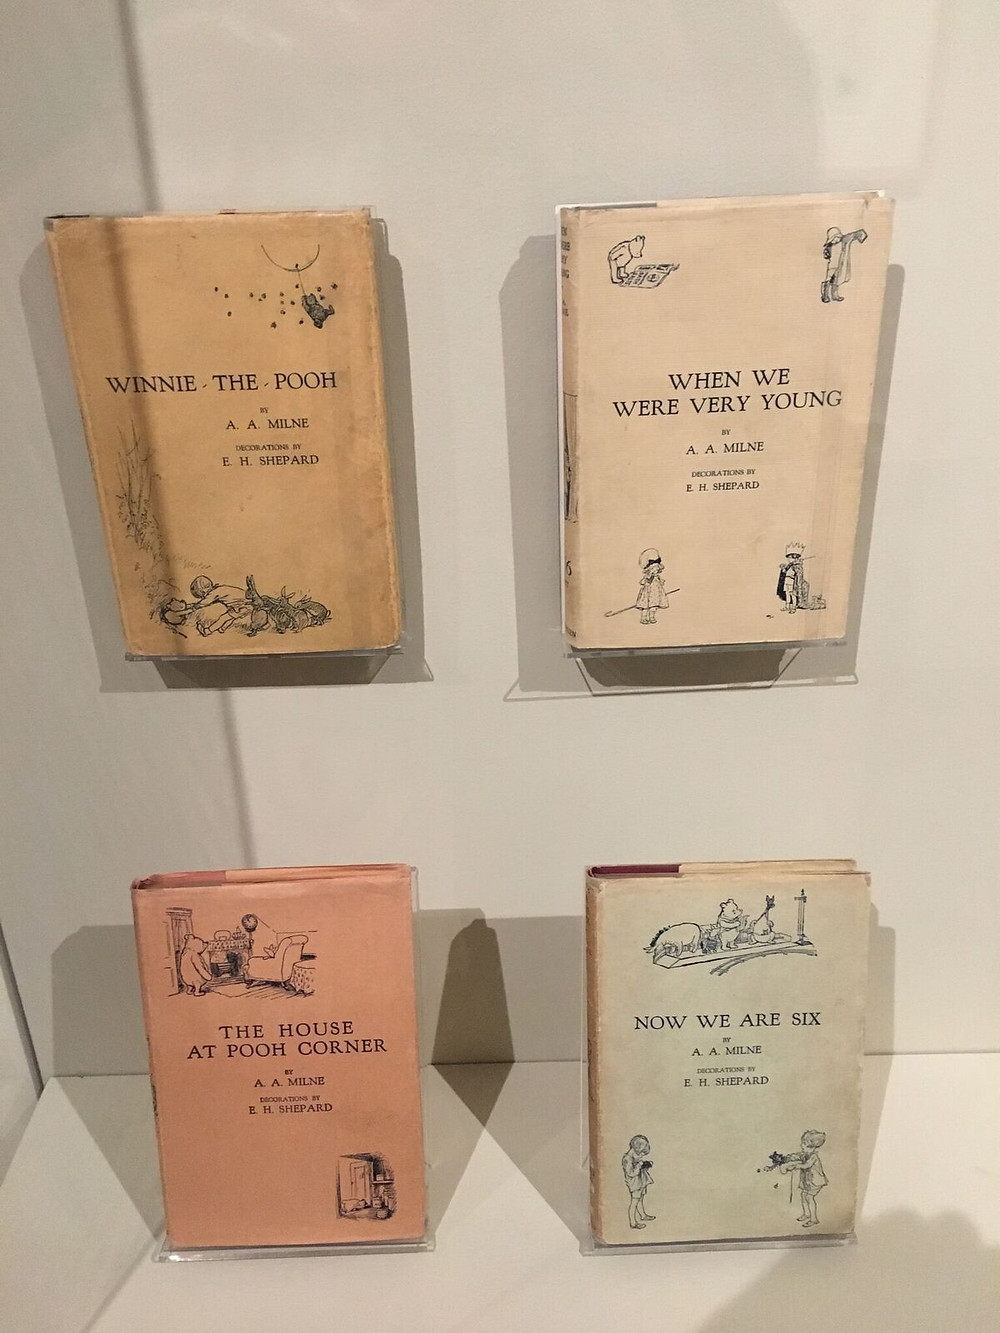 WINNIE-THE-POOH
BY
A. A. MILNE
DECORATIONS BY
E. H. SHEPARD
WHEN WE
WERE VERY YOUNG
BY
A. A. MILNE
DECORATIONS BY
E. H. SHEPARD
THE HOUSE
AT POOH CORNER
BY
A. A. MILNE
DECORATIONS BY
E. H. SHEPARD
NOW WE ARE SIX
BY
A. A. MILNE
DECORATIONS BY
E. H. SHEPARD